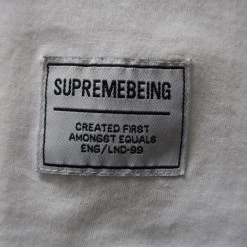 SUPREMEBEING
CREATED FIRST
AMONGST EQUALS
ENG/LND-99